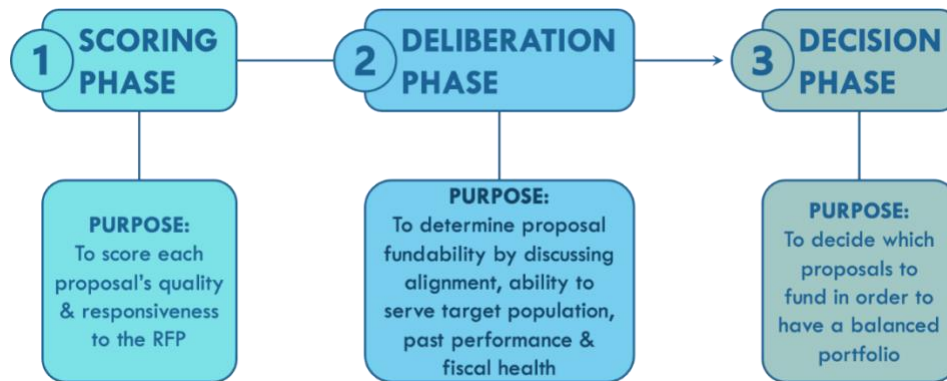 1
SCORING
PHASE
2
DELIBERATION
PHASE
3
DECISION
PHASE
PURPOSE:
To score each
proposal's quality
& responsiveness
to the RFP
PURPOSE:
To determine proposal
fundability by discussing
alignment, ability to
serve target population,
past performance &
fiscal health
PURPOSE:
To decide which
proposals to
fund in order to
have a balanced
portfolio